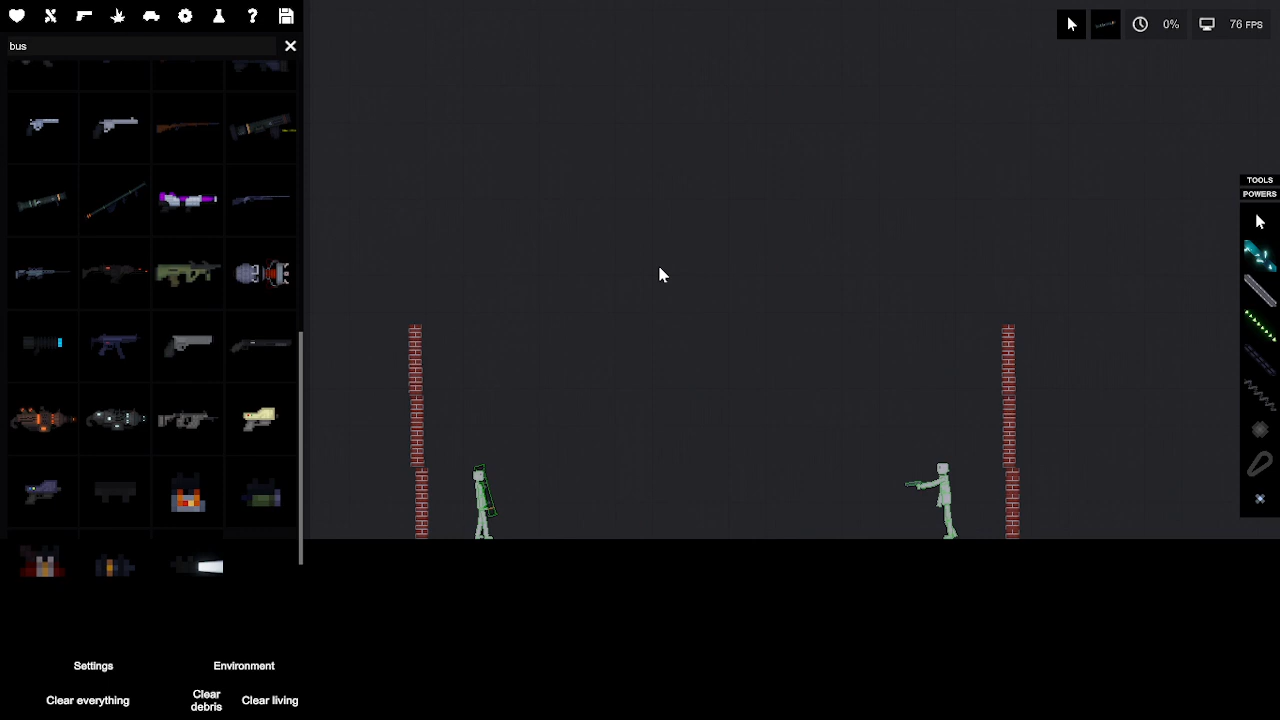 ?
bus
0%
76 FPS
TOOLS
POWERS
Settings
Environment
Clear everything
Clear
debris
Clear living